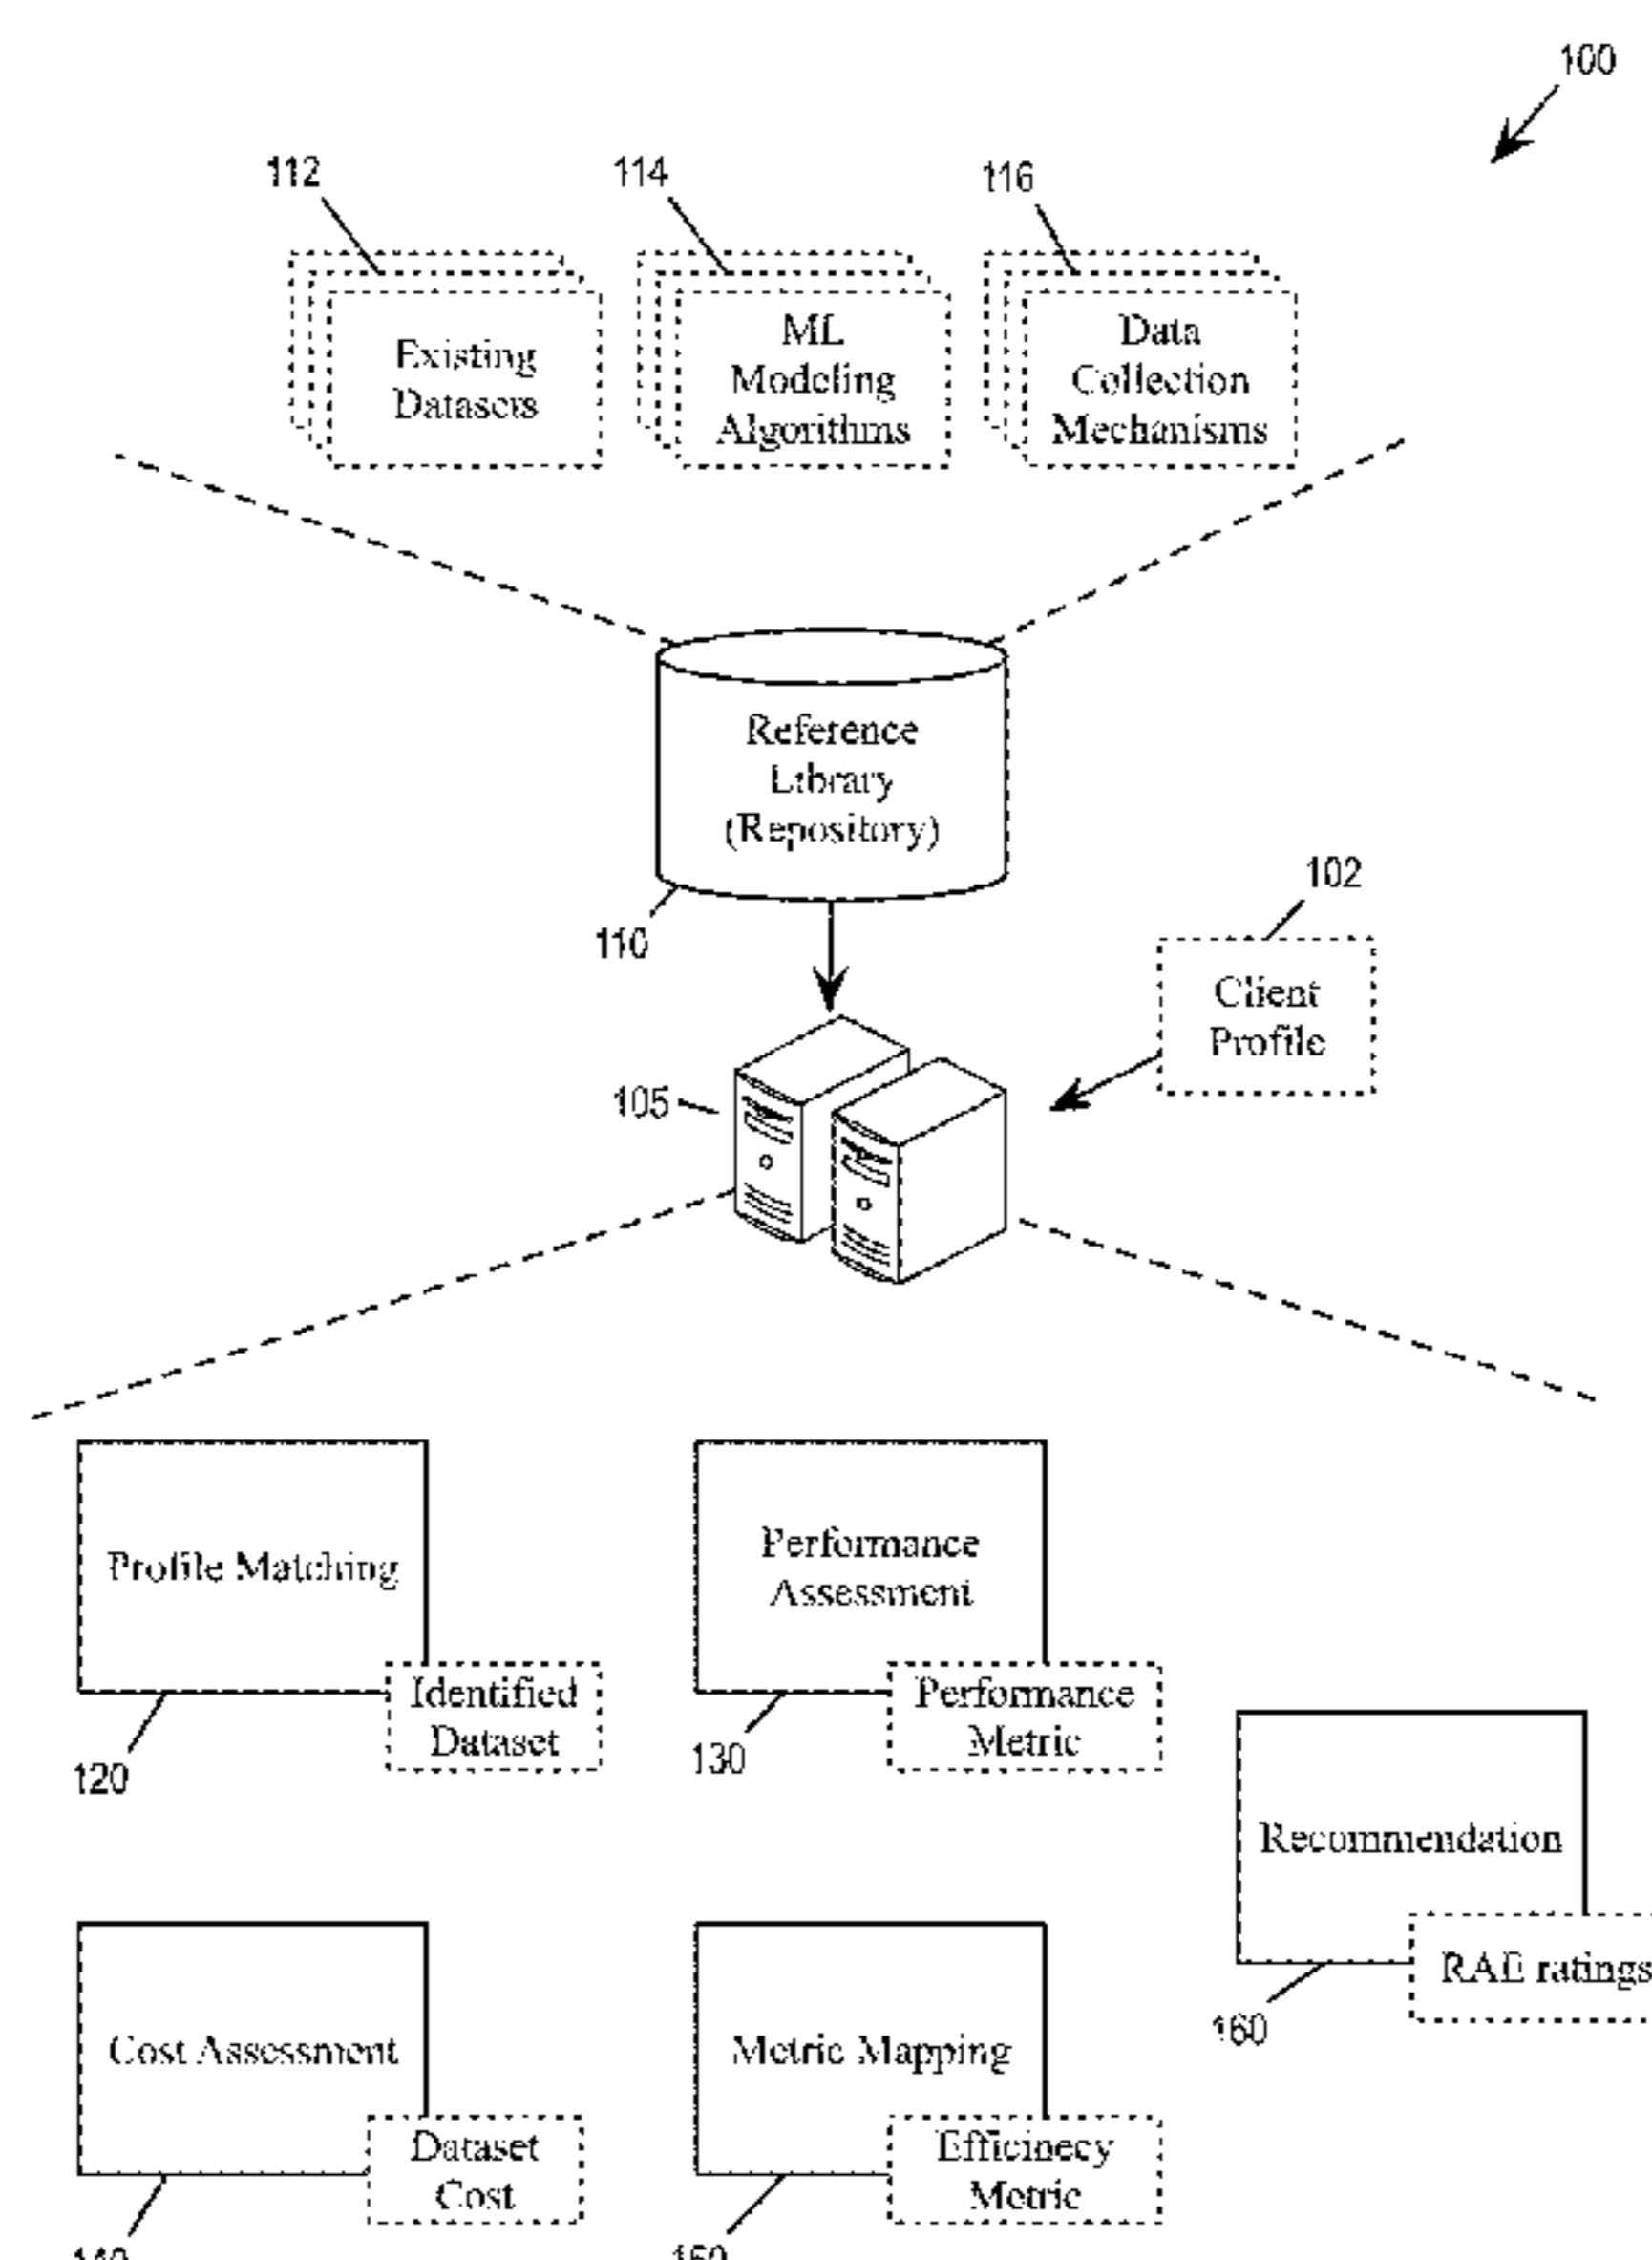 100
112
114
116
Existing
Datasets
ML
Modeling
Algorithms
Data
Collection
Mechanisms
Reference
Library
(Repository)
110
102
Client
Profile
105
Profile Matching
Identified
Dataset
120
Performance
Assessment
Performance
Metric
130
Recommendation
RAE ratings
160
Cost Assessment
Dataset
Cost
Metric Mapping
Efficinecy
Metric